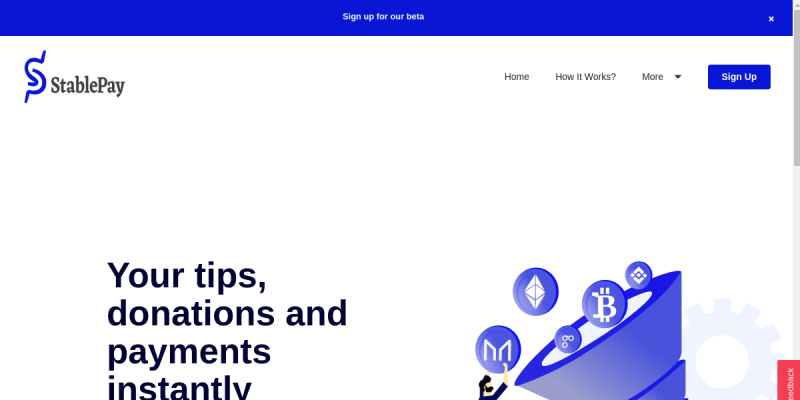 Sign up for our beta
×
StablePay
Home
How It Works?
More
Sign Up
Your tips,
donations and
payments
instantly